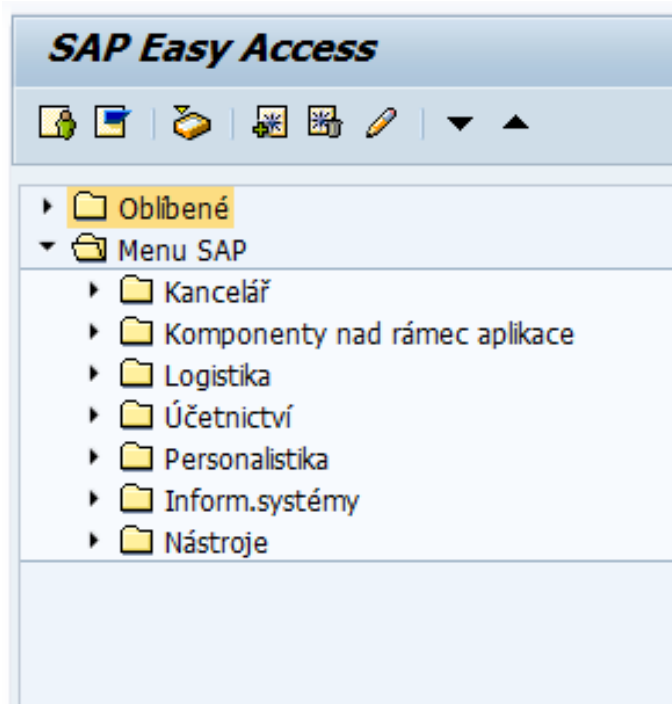 SAP Easy Access
Oblíbené
Menu SAP
Kancelář
Komponenty nad rámec aplikace
Logistika
Účetnictví
Personalistika
Inform.systémy
Nástroje